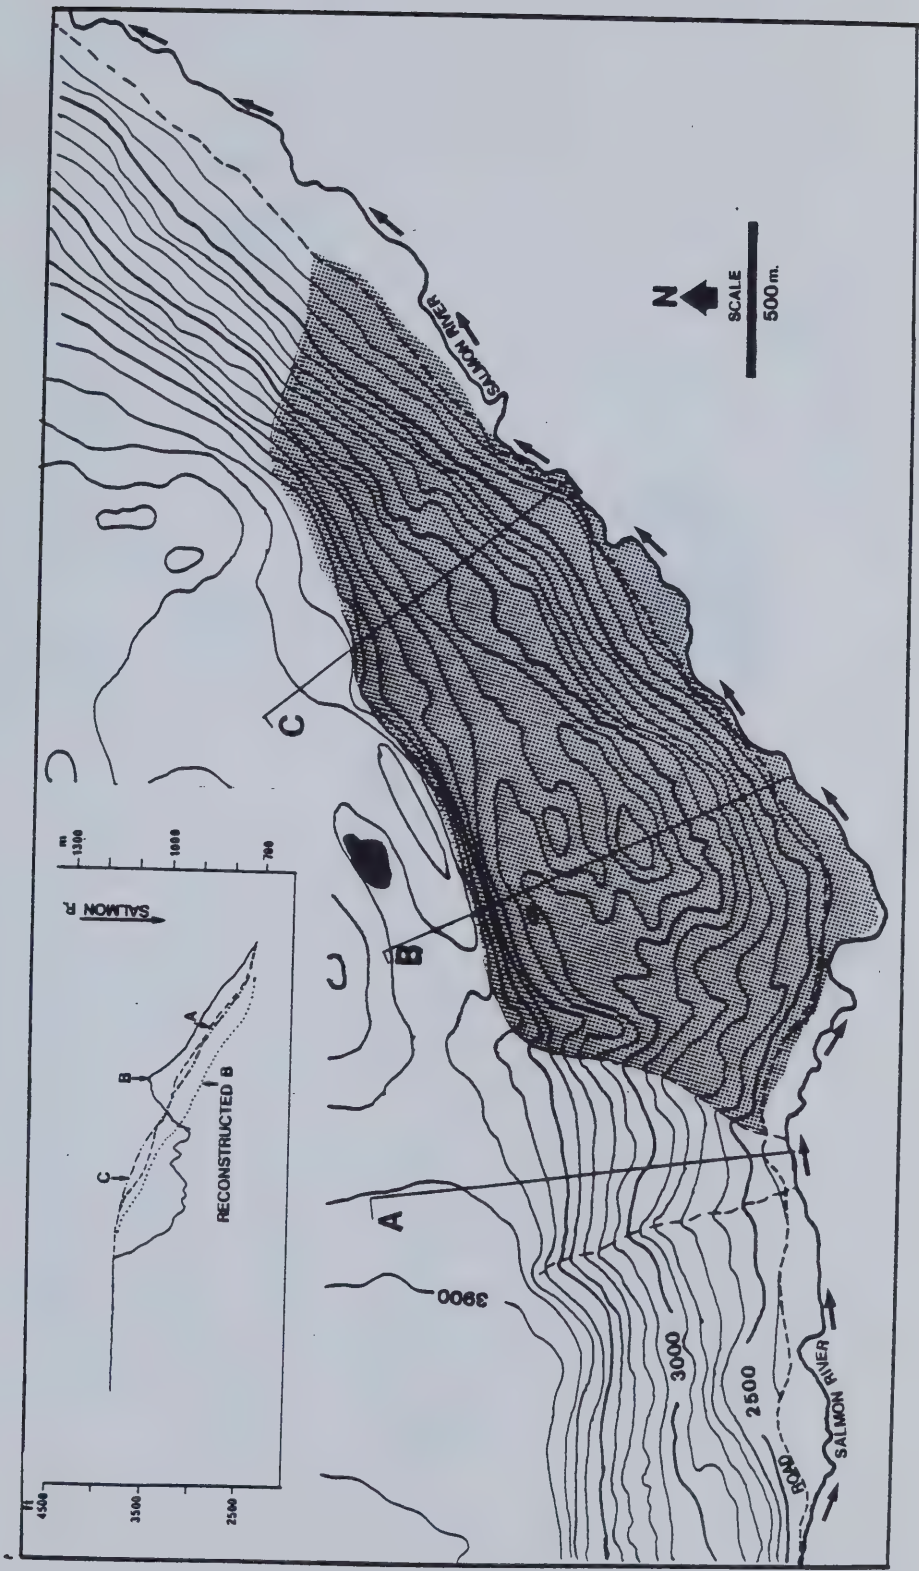 ft
4500
3500
2500
m
1300
1000
700
SALMON R.
A
B
C
RECONSTRUCTED B
A
B
C
3900
3000
2500
ROAD
SALMON RIVER
SALMON RIVER
N
SCALE
500 m.